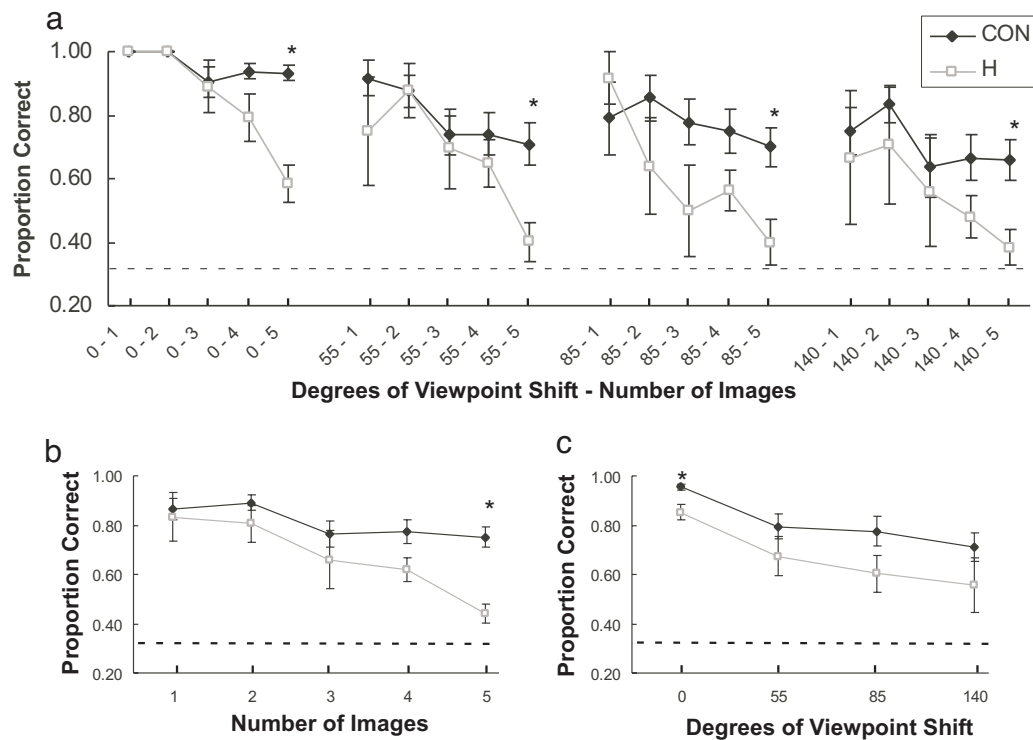 a
CON
H
Proportion Correct
1.00
0.80
0.60
0.40
0.20
* * * *
0 - 1 0 - 2 0 - 3 0 - 4 0 - 5 55 - 1 55 - 2 55 - 3 55 - 4 55 - 5 85 - 1 85 - 2 85 - 3 85 - 4 85 - 5 140 - 1 140 - 2 140 - 3 140 - 4 140 - 5
Degrees of Viewpoint Shift - Number of Images
b
Proportion Correct
1.00
0.80
0.60
0.40
0.20
*
1 2 3 4 5
Number of Images
c
Proportion Correct
1.00
0.80
0.60
0.40
0.20
*
0 55 85 140
Degrees of Viewpoint Shift